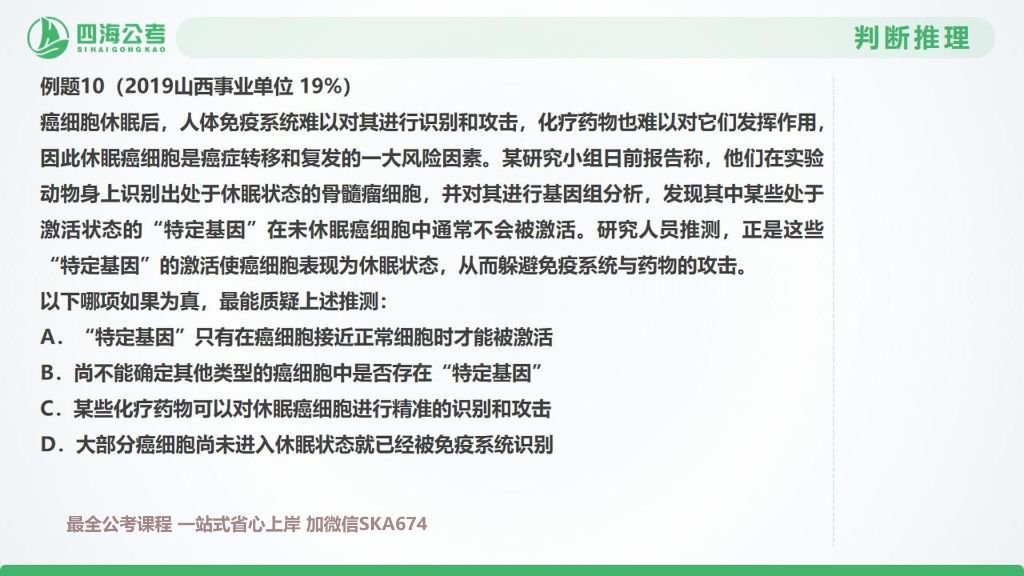 四海公考
SIHAIGONGKAO
判断推理
例题10（2019山西事业单位 19%）
癌细胞休眠后，人体免疫系统难以对其进行识别和攻击，化疗药物也难以对它们发挥作用，
因此休眠癌细胞是癌症转移和复发的一大风险因素。某研究小组日前报告称，他们在实验
动物身上识别出处于休眠状态的骨髓瘤细胞，并对其进行基因组分析，发现其中某些处于
激活状态的“特定基因”在未休眠癌细胞中通常不会被激活。研究人员推测，正是这些
“特定基因”的激活使癌细胞表现为休眠状态，从而躲避免疫系统与药物的攻击。
以下哪项如果为真，最能质疑上述推测：
A．“特定基因”只有在癌细胞接近正常细胞时才能被激活
B．尚不能确定其他类型的癌细胞中是否存在“特定基因”
C．某些化疗药物可以对休眠癌细胞进行精准的识别和攻击
D．大部分癌细胞尚未进入休眠状态就已经被免疫系统识别
最全公考课程 一站式省心上岸 加微信SKA674